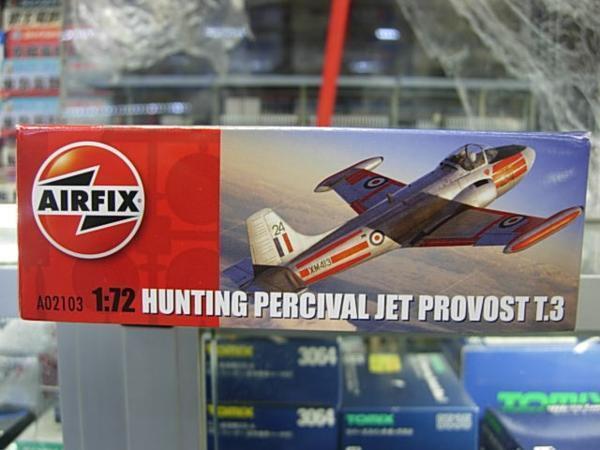 AIRFIX
A02103 1:72 HUNTING PERCIVAL JET PROVOST T.3
24
XM413
TOMIX 3064
3064
TOMIX
TOMIX